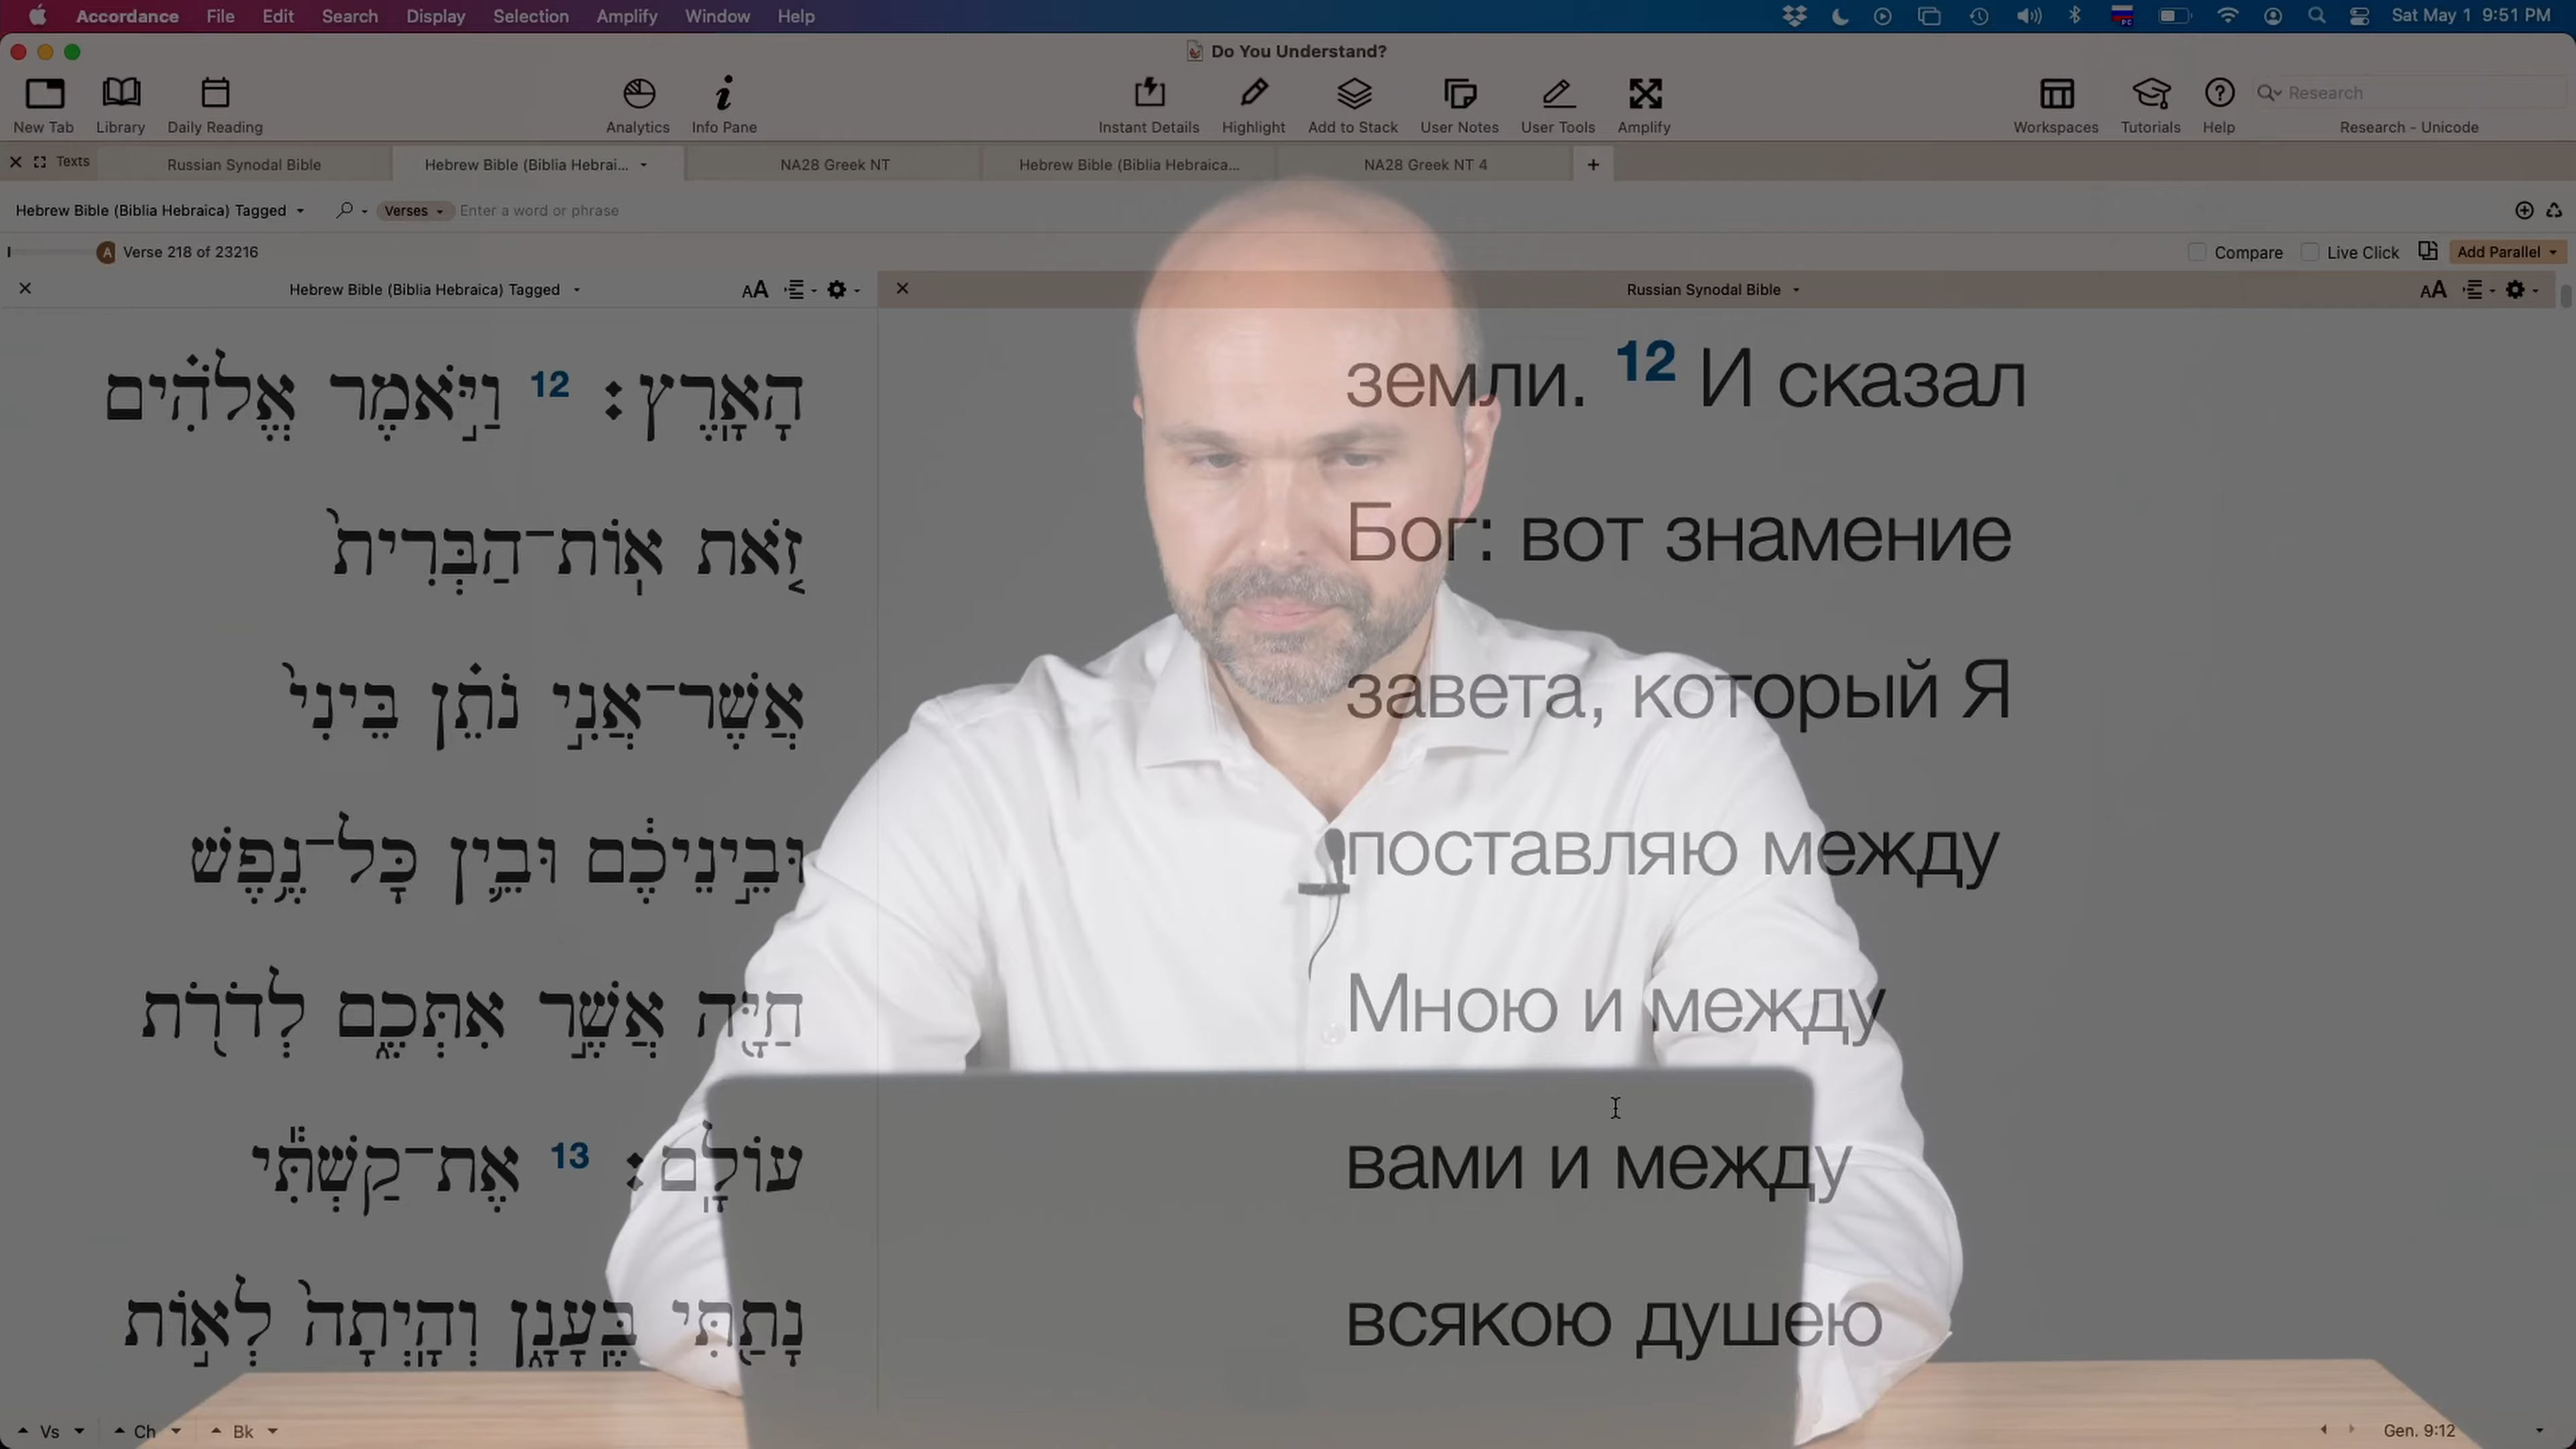 Accordance File Edit Search Display Selection Amplify Window Help Sat May 1 9:51 PM
Do You Understand?
New Tab Library Daily Reading Analytics Info Pane Instant Details Highlight Add to Stack User Notes User Tools Amplify Workspaces Tutorials Help Research
Research - Unicode
Texts Russian Synodal Bible Hebrew Bible (Biblia Hebrai... NA28 Greek NT Hebrew Bible (Biblia Hebraica... NA28 Greek NT 4 +
Hebrew Bible (Biblia Hebraica) Tagged Verses Enter a word or phrase
A Verse 218 of 23216 Compare Live Click Add Parallel
Hebrew Bible (Biblia Hebraica) Tagged AA
הָאָֽרֶץ׃ 12 וַיֹּ֣אמֶר אֱלֹהִ֗ים
זֹ֤את אֽוֹת־הַבְּרִית֙
אֲשֶׁר־אֲנִ֣י נֹתֵ֗ן בֵּינִי֙
וּבֵ֣ינֵיכֶ֔ם וּבֵ֛ין כָּל־נֶ֥פֶשׁ
חַיָּ֖ה אֲשֶׁ֣ר אִתְּכֶ֑ם לְדֹרֹ֖ת
עוֹלָֽם׃ 13 אֶת־קַשְׁתִּ֕י
נָתַ֖תִּי בֶּֽעָנָ֑ן וְהָֽיְתָה֙ לְא֣וֹת
Russian Synodal Bible AA
земли. 12 И сказал
Бог: вот знамение
завета, который Я
поставляю между
Мною и между
вами и между
всякою душею
Vs Ch Bk Gen. 9:12